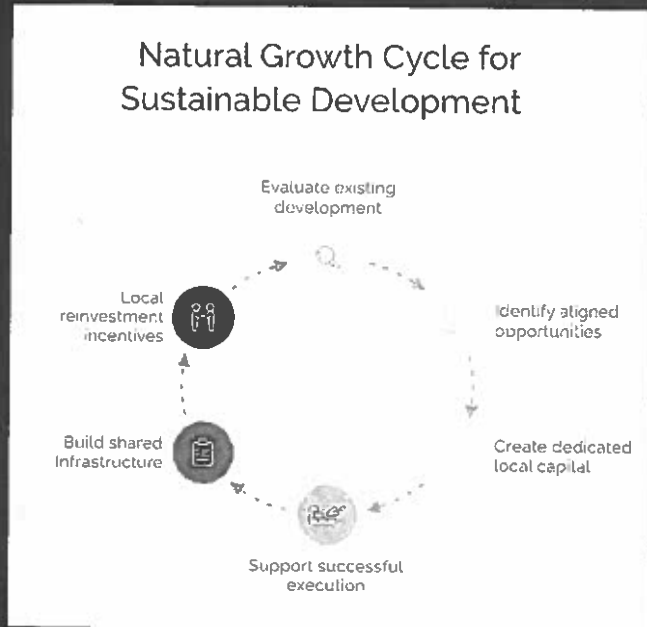 Natural Growth Cycle for
Sustainable Development
Evaluate existing
development
Identify aligned
opportunities
Create dedicated
local capital
Support successful
execution
Build shared
Infrastructure
Local
reinvestment
incentives